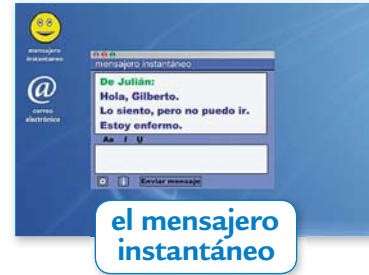 mensajero
instantaneo
@
correo
electrónico
mensajero instantáneo
De Julián:
Hola, Gilberto.
Lo siento, pero no puedo ir.
Estoy enfermo.
Aa I U
Enviar mensaje
el mensajero
instantáneo